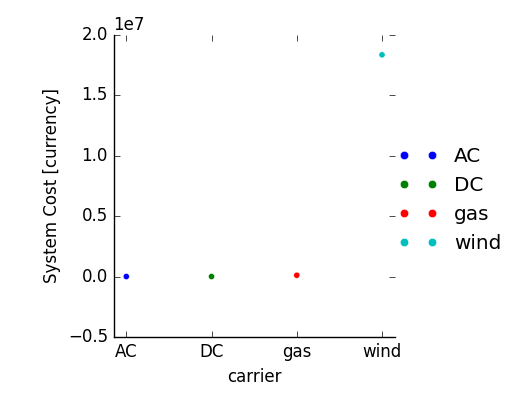 1e7
2.0
1.5
1.0
0.5
0.0
−0.5
System Cost [currency]
AC
DC
gas
wind
carrier
AC
DC
gas
wind